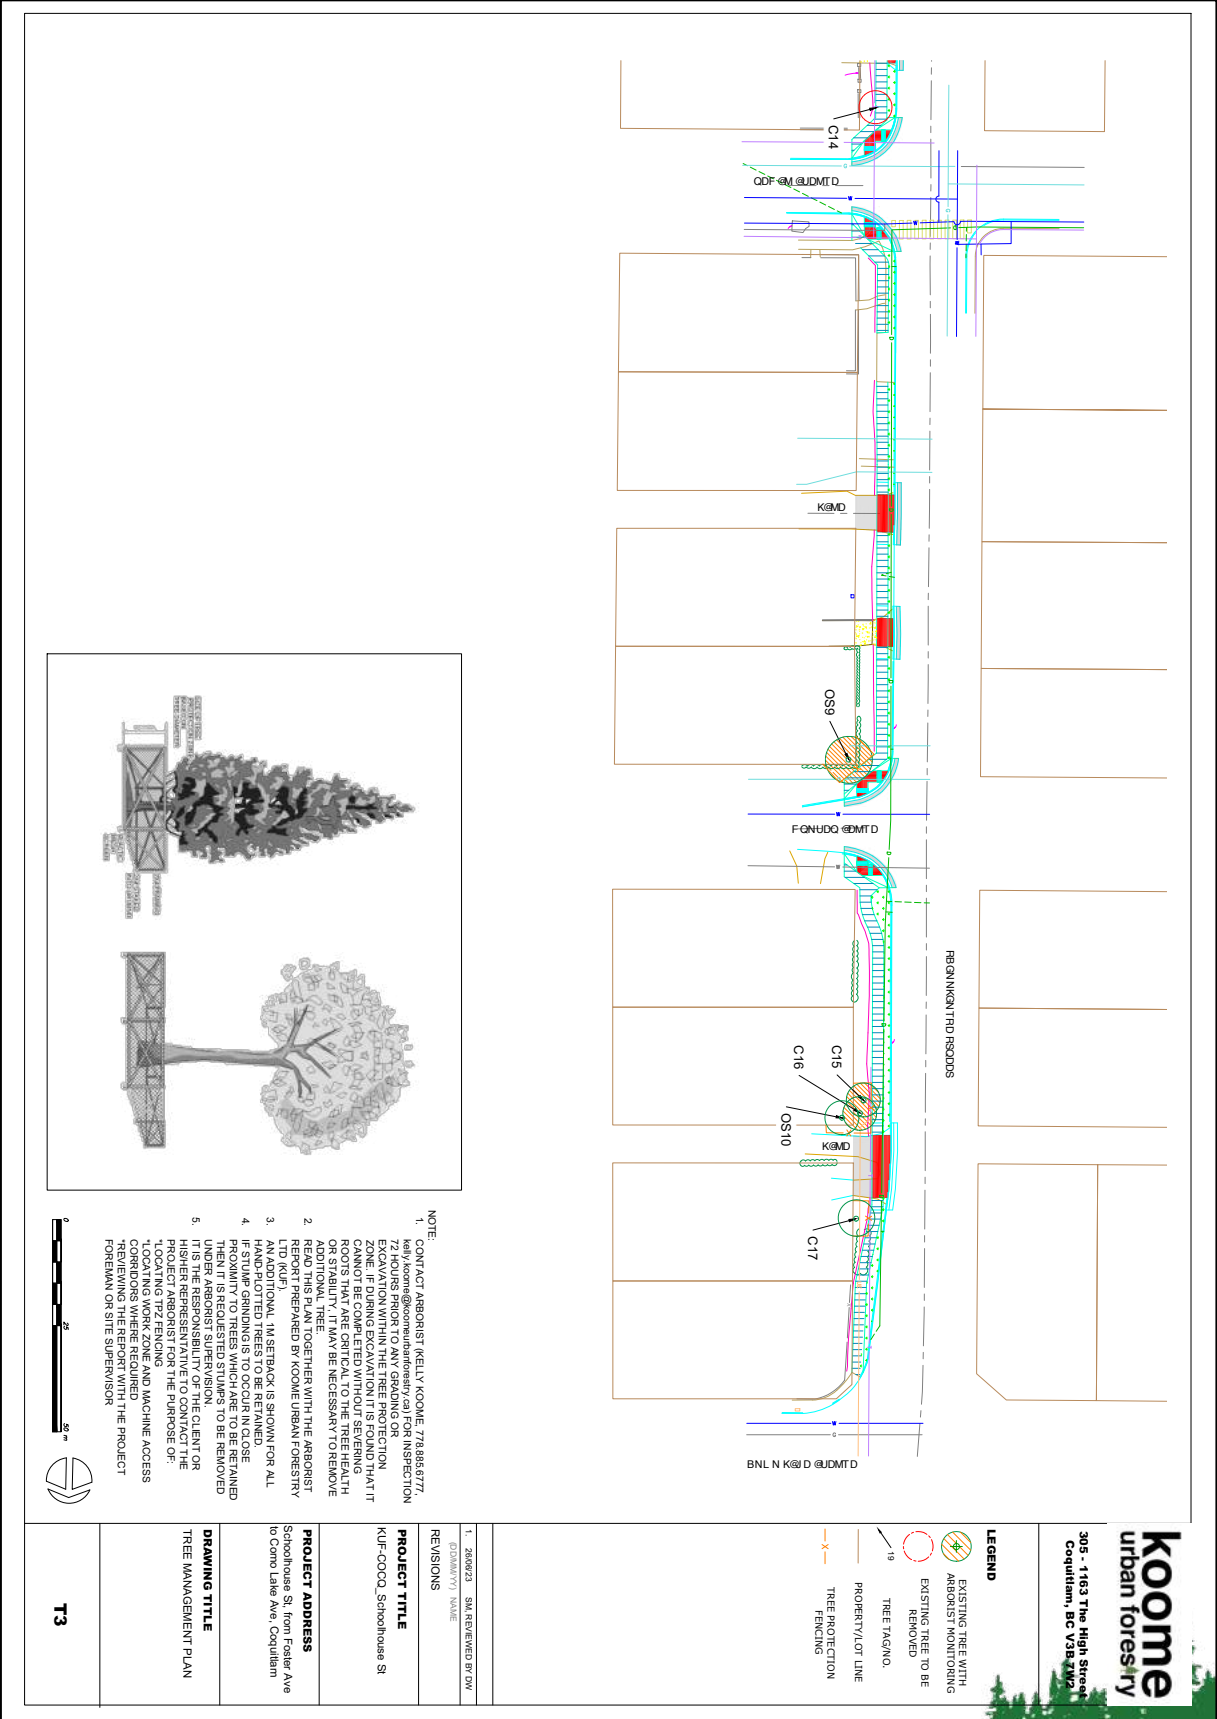 C14
QDF @M @UDMTD
K@MD
OS9
FQNUDQ @DMTD
RBGNNKGNTRD RSQDDS
C15
C16
OS10
K@MD
C17
BNL N K@JD @UDMTD
NOTE:
1. CONTACT ARBORIST (KELLY KOOME, 778.885.6777,
kelly.koome@koomeurbanforestry.ca) FOR INSPECTION
72 HOURS PRIOR TO ANY GRADING OR
EXCAVATION WITHIN THE TREE PROTECTION
ZONE. IF DURING EXCAVATION IT IS FOUND THAT IT
CANNOT BE COMPLETED WITHOUT SEVERING
ROOTS THAT ARE CRITICAL TO THE TREE HEALTH
OR STABILITY, IT MAY BE NECESSARY TO REMOVE
ADDITIONAL TREE.
2. READ THIS PLAN TOGETHER WITH THE ARBORIST
REPORT PREPARED BY KOOME URBAN FORESTRY
LTD (KUF).
3. AN ADDITIONAL 1M SETBACK IS SHOWN FOR ALL
HAND-PLOTTED TREES TO BE RETAINED.
4. IF STUMP GRINDING IS TO OCCUR IN CLOSE
PROXIMITY TO TREES WHICH ARE TO BE RETAINED
THEN IT IS REQUESTED STUMPS TO BE REMOVED
UNDER ARBORIST SUPERVISION.
5. IT IS THE RESPONSIBILITY OF THE CLIENT OR
HIS/HER REPRESENTATIVE TO CONTACT THE
PROJECT ARBORIST FOR THE PURPOSE OF:
*LOCATING TPZ FENCING
*LOCATING WORK ZONE AND MACHINE ACCESS
CORRIDORS WHERE REQUIRED
*REVIEWING THE REPORT WITH THE PROJECT
FOREMAN OR SITE SUPERVISOR
0 25 50 m
koome
urban forestry
305 - 1163 The High Street
Coquitlam, BC V3B 7W2
LEGEND
EXISTING TREE WITH
ARBORIST MONITORING
EXISTING TREE TO BE
REMOVED
19 TREE TAG/NO.
PROPERTY/LOT LINE
X TREE PROTECTION
FENCING
1. 26/06/23 SM, REVIEWED BY DW
(DD/MM/YY) NAME
REVISIONS
PROJECT TITLE
KUF-COCQ_Schoolhouse St
PROJECT ADDRESS
Schoolhouse St, from Foster Ave
to Como Lake Ave, Coquitlam
DRAWING TITLE
TREE MANAGEMENT PLAN
T3